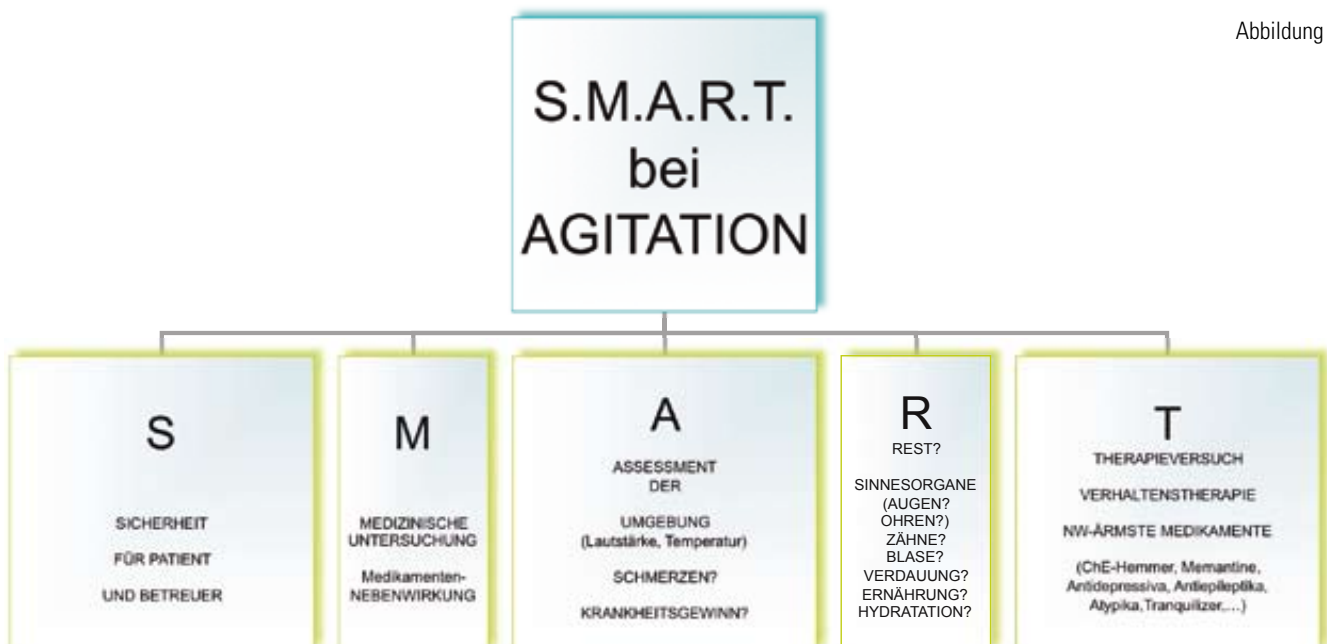 Abbildung
S.M.A.R.T.
bei
AGITATION
S
SICHERHEIT
FÜR PATIENT
UND BETREUER
M
MEDIZINISCHE
UNTERSUCHUNG
Medikamenten-
NEBENWIRKUNG
A
ASSESSMENT
DER
UMGEBUNG
(Lautstärke, Temperatur)
SCHMERZEN?
KRANKHEITSGEWINN?
R
REST?
SINNESORGANE
(AUGEN?
OHREN?)
ZÄHNE?
BLASE?
VERDAUUNG?
ERNÄHRUNG?
HYDRATATION?
T
THERAPIEVERSUCH
VERHALTENSTHERAPIE
NW-ÄRMSTE MEDIKAMENTE
(ChE-Hemmer, Memantine,
Antidepressiva, Antiepileptika,
Atypika,Tranquilizer,...)